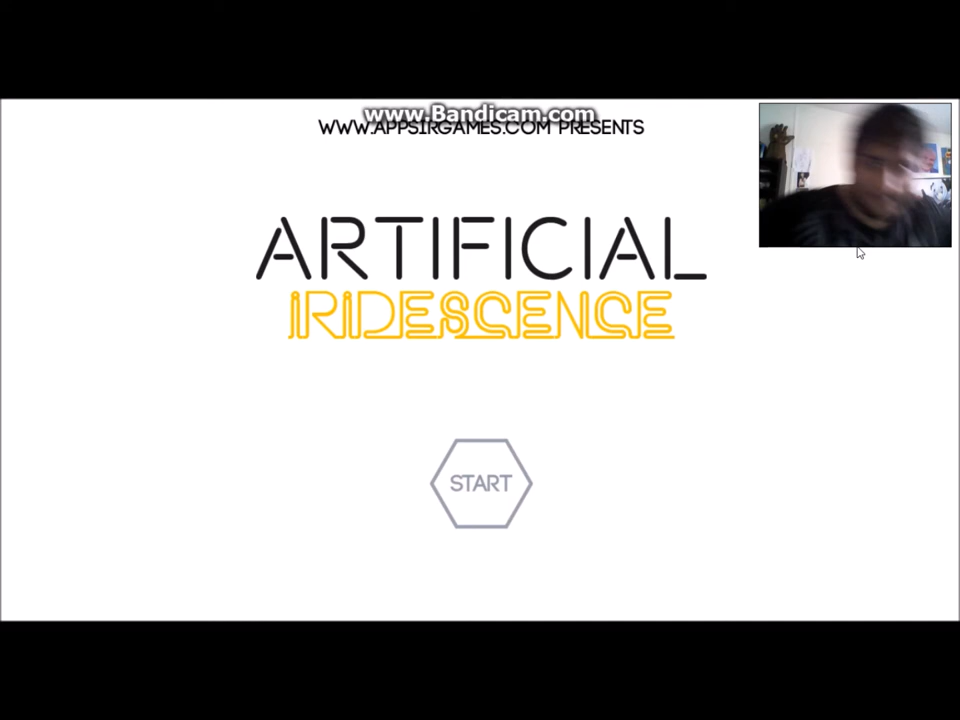 www.Bandicam.com
WWW.APPSIRGAMES.COM PRESENTS
ARTIFICIAL
IRIDESCENCE
START